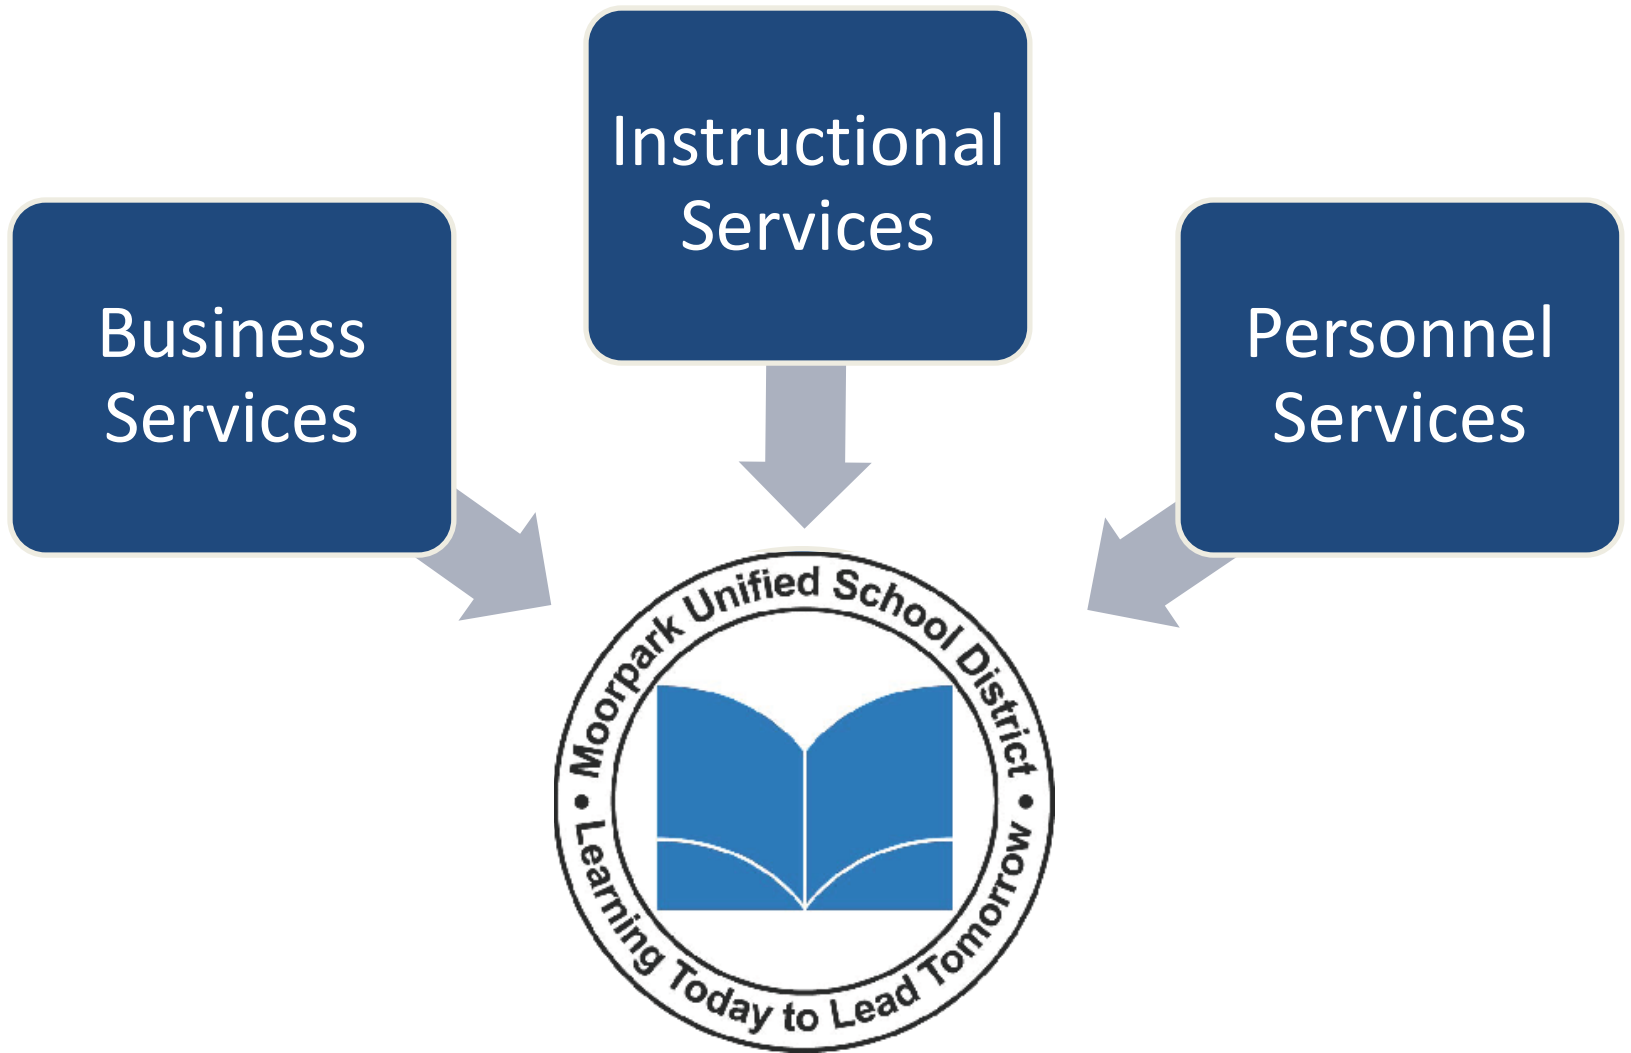 Instructional
Services
Business
Services
Personnel
Services
• Moorpark Unified School District •
Learning Today to Lead Tomorrow